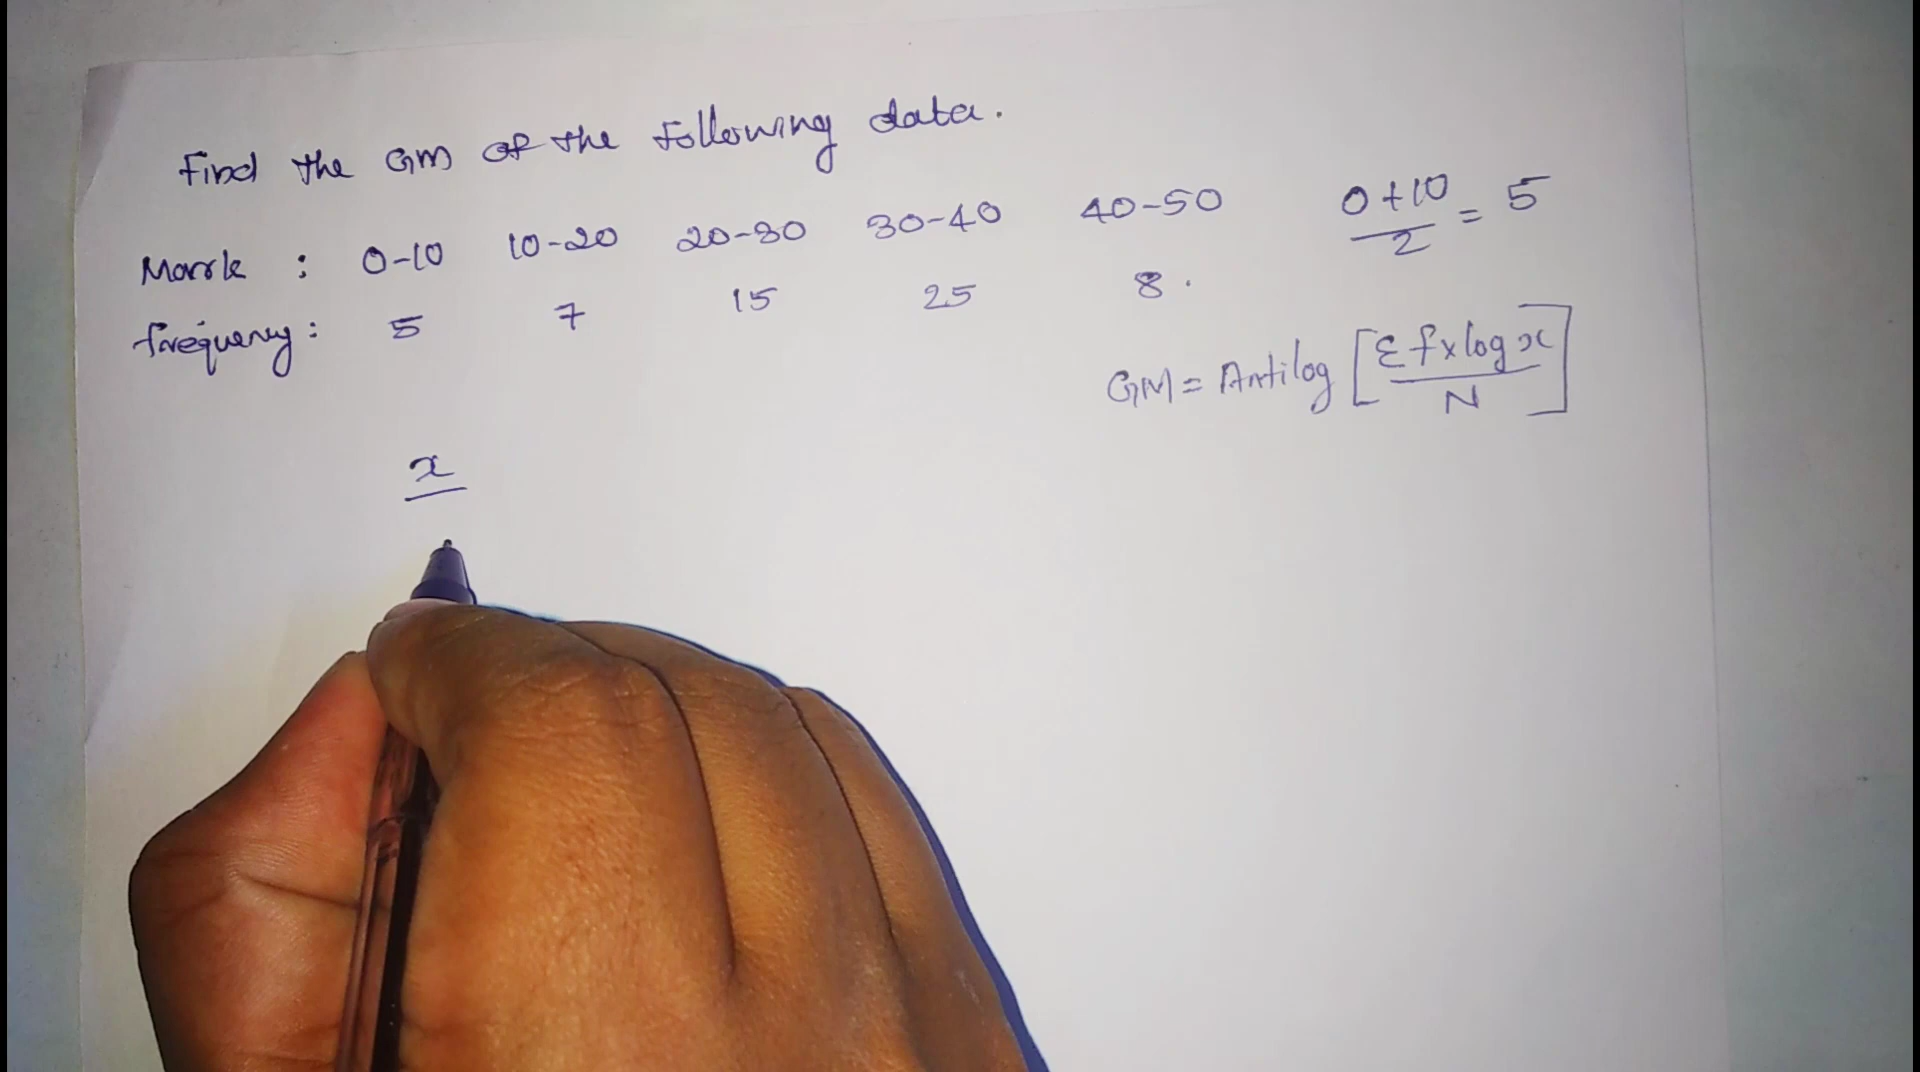 Find the GM of the following data.
Mark : 0-10 10-20 20-30 30-40 40-50
frequency: 5 7 15 25 8.
0+10/2 = 5
GM = Antilog [Σf×log x/N]
x